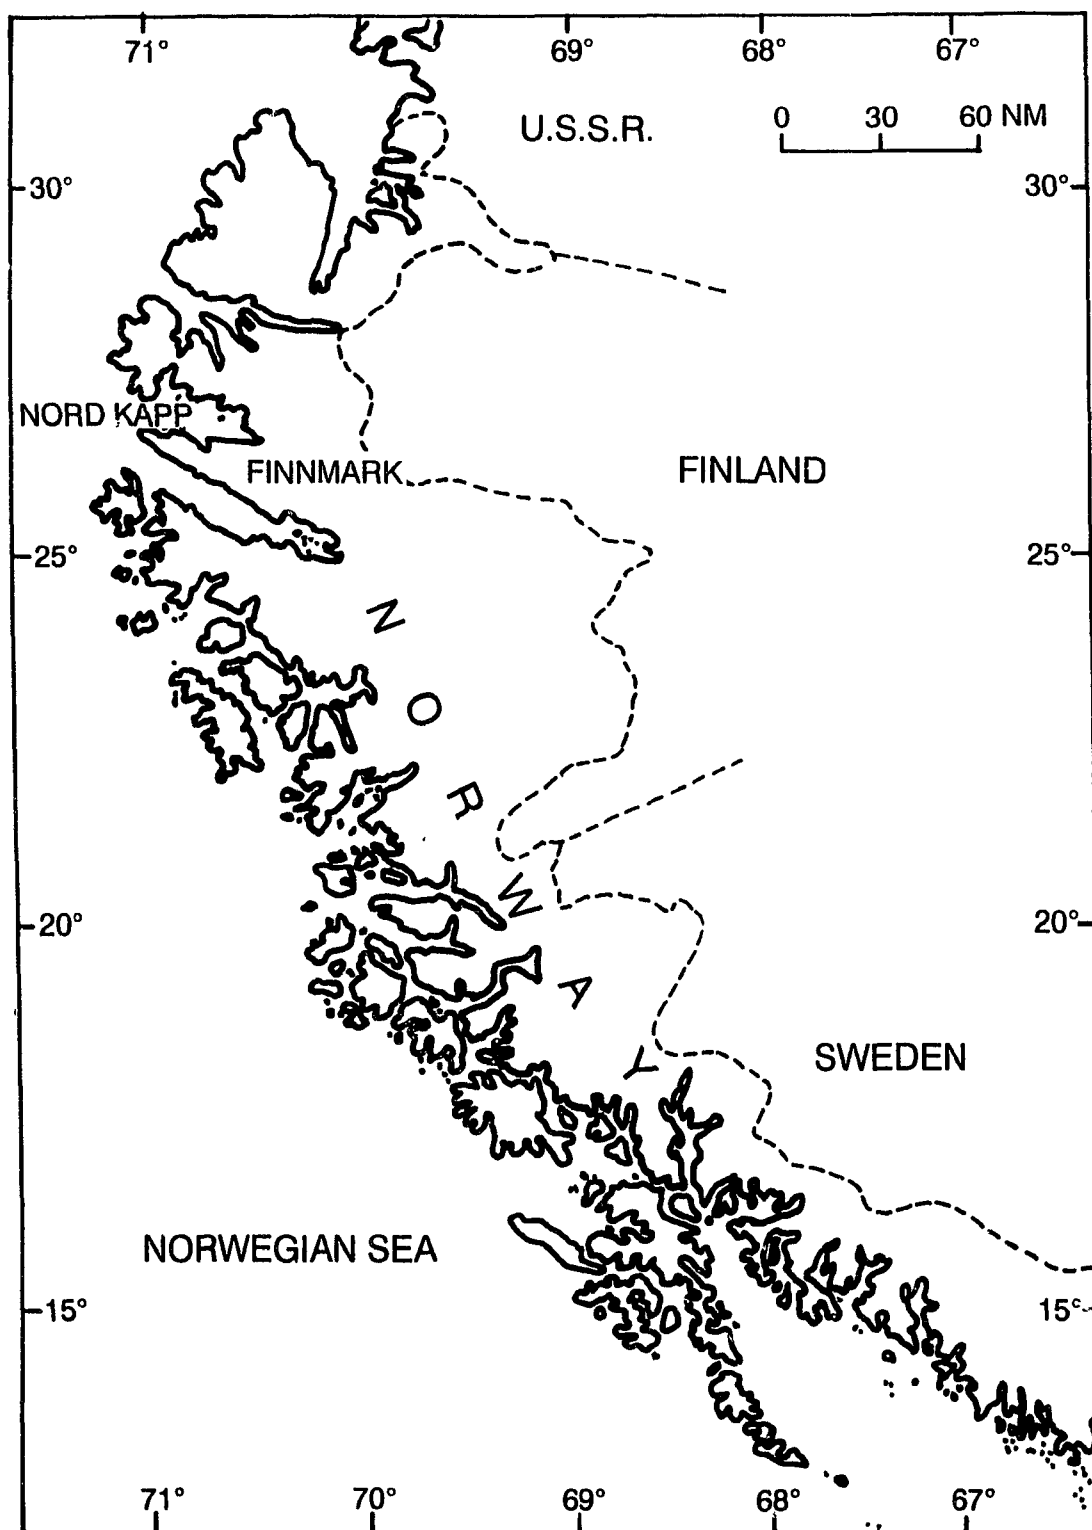 71° 69° 68° 67°
0 30 60 NM
U.S.S.R.
30° 30°
NORD KAPP
FINNMARK
FINLAND
25° 25°
NORWAY
20° 20°
SWEDEN
NORWEGIAN SEA
15° 15°
71° 70° 69° 68° 67°